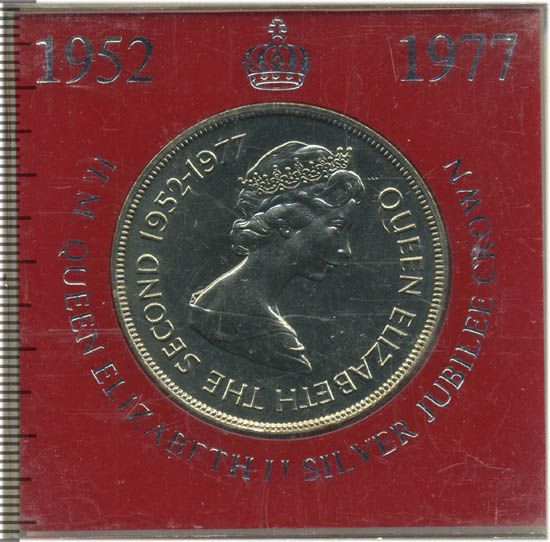 1952 1977
H.M QUEEN ELIZABETH II SILVER JUBILEE CROWN
QUEEN ELIZABETH THE SECOND 1952-1977